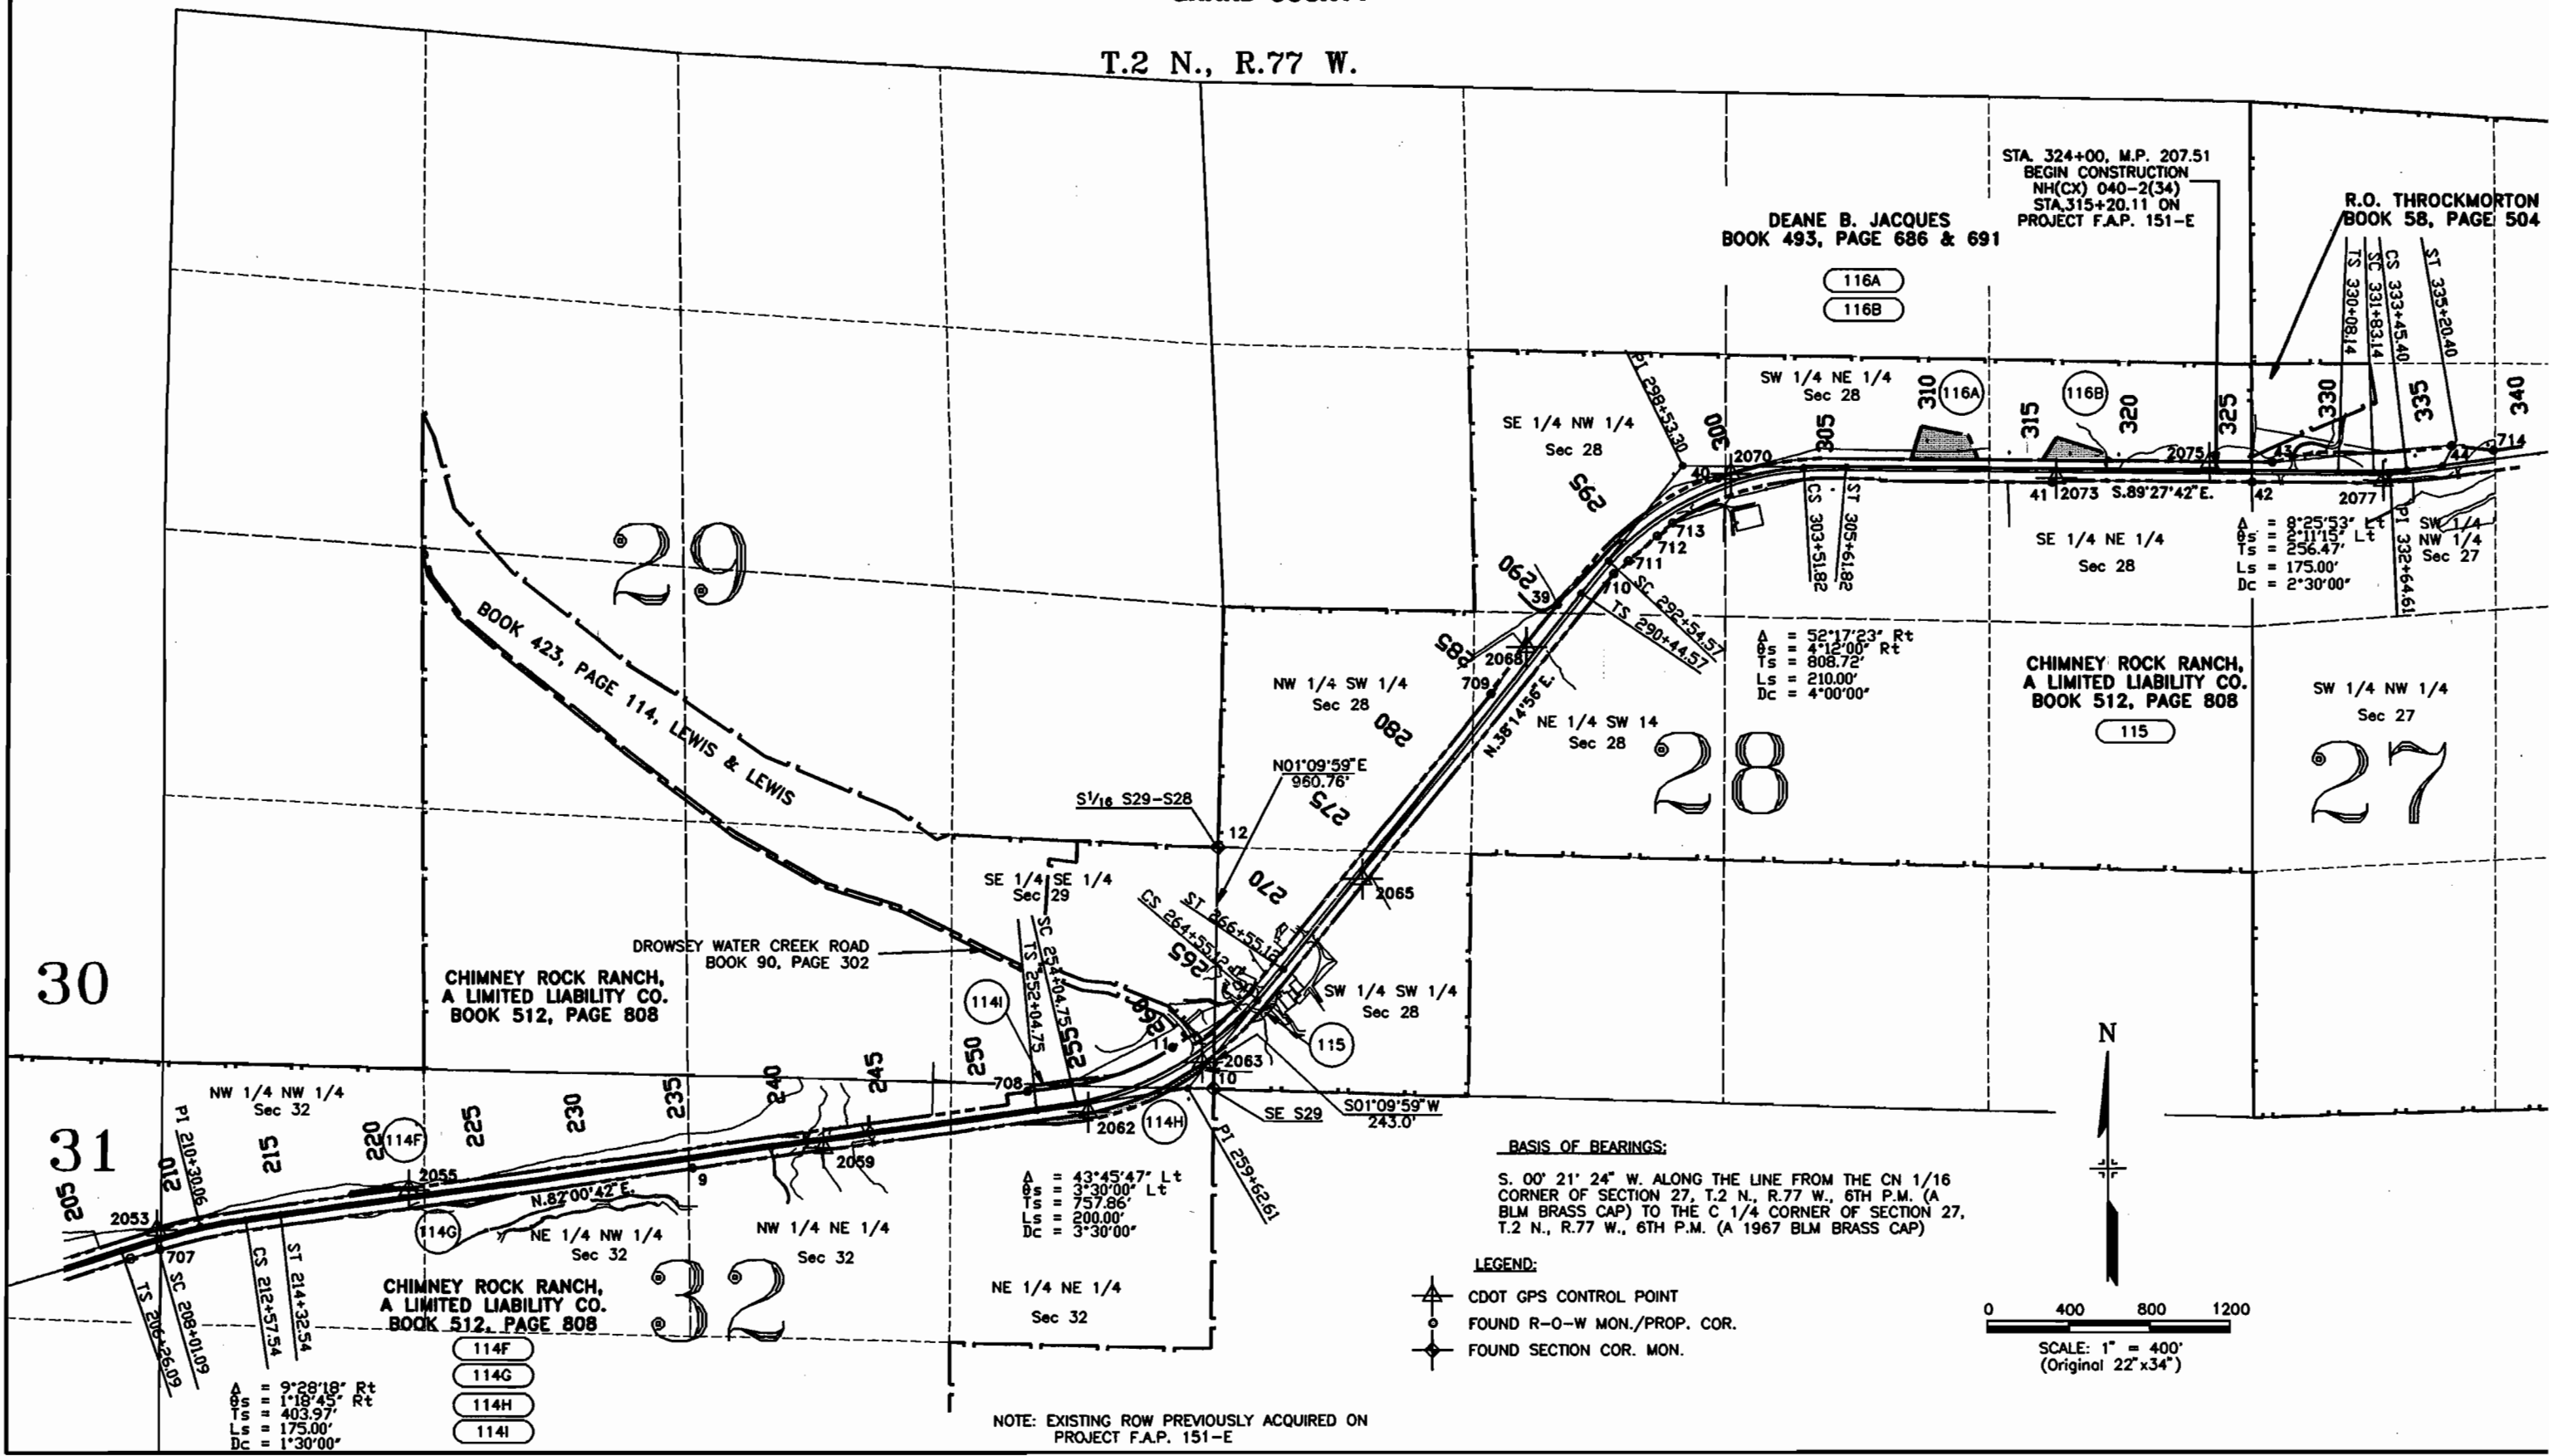 T.2 N., R.77 W.
STA. 324+00, M.P. 207.51
BEGIN CONSTRUCTION
NH(CX) 040-2(34)
STA.315+20.11 ON
PROJECT F.A.P. 151-E
R.O. THROCKMORTON
BOOK 58, PAGE 504
DEANE B. JACQUES
BOOK 493, PAGE 686 & 691
116A
116B
TS 330+08.14
SC 331+83.14
CS 333+45.40
ST 335+20.40
PI 298+53.30
SW 1/4 NE 1/4
Sec 28
SE 1/4 NW 1/4
Sec 28
295
300
305
310
116A
315
116B
320
325
330
335
340
40
2070
2075
43
44
714
41
2073
S.89°27'42"E.
42
2077
PI 332+64.61
CS 303+51.82
ST 305+61.82
713
712
711
710
SC 292+54.57
TS 290+44.57
SE 1/4 NE 1/4
Sec 28
Δ = 8°25'53" Lt
θs = 2°11'15" Lt
Ts = 256.47'
Ls = 175.00'
Dc = 2°30'00"
SW 1/4
NW 1/4
Sec 27
29
BOOK 423, PAGE 114, LEWIS & LEWIS
290
39
285
2068
709
280
NW 1/4 SW 1/4
Sec 28
N.38°14'56"E.
NE 1/4 SW 14
Sec 28
28
Δ = 52°17'23" Rt
θs = 4°12'00" Rt
Ts = 808.72'
Ls = 210.00'
Dc = 4°00'00"
CHIMNEY ROCK RANCH,
A LIMITED LIABILITY CO.
BOOK 512, PAGE 808
115
SW 1/4 NW 1/4
Sec 27
27
N01°09'59"E
960.76'
275
S1/16 S29-S28
12
270
2065
SE 1/4 SE 1/4
Sec 29
CS 264+55.12
ST 266+55.12
265
TS 252+04.75
SC 254+04.75
DROWSEY WATER CREEK ROAD
BOOK 90, PAGE 302
30
CHIMNEY ROCK RANCH,
A LIMITED LIABILITY CO.
BOOK 512, PAGE 808
114I
260
255
11
SW 1/4 SW 1/4
Sec 28
115
2063
10
SE S29
S01°09'59"W
243.0'
PI 259+62.61
708
250
245
240
235
230
225
220
215
210
205
NW 1/4 NW 1/4
Sec 32
31
PI 210+30.06
114F
2055
2059
2062
114H
9
N.82°00'42"E.
114G
2053
707
TS 206+26.09
SC 208+01.09
CS 212+57.54
ST 214+32.54
NE 1/4 NW 1/4
Sec 32
NW 1/4 NE 1/4
Sec 32
32
Δ = 43°45'47" Lt
θs = 3°30'00" Lt
Ts = 757.86'
Ls = 200.00'
Dc = 3°30'00"
NE 1/4 NE 1/4
Sec 32
CHIMNEY ROCK RANCH,
A LIMITED LIABILITY CO.
BOOK 512, PAGE 808
114F
114G
114H
114I
Δ = 9°28'18" Rt
θs = 1°18'45" Rt
Ts = 403.97'
Ls = 175.00'
Dc = 1°30'00"
BASIS OF BEARINGS:
S. 00° 21' 24" W. ALONG THE LINE FROM THE CN 1/16
CORNER OF SECTION 27, T.2 N., R.77 W., 6TH P.M. (A
BLM BRASS CAP) TO THE C 1/4 CORNER OF SECTION 27,
T.2 N., R.77 W., 6TH P.M. (A 1967 BLM BRASS CAP)
LEGEND:
CDOT GPS CONTROL POINT
FOUND R-O-W MON./PROP. COR.
FOUND SECTION COR. MON.
N
0 400 800 1200
SCALE: 1" = 400'
(Original 22"x34")
NOTE: EXISTING ROW PREVIOUSLY ACQUIRED ON
PROJECT F.A.P. 151-E